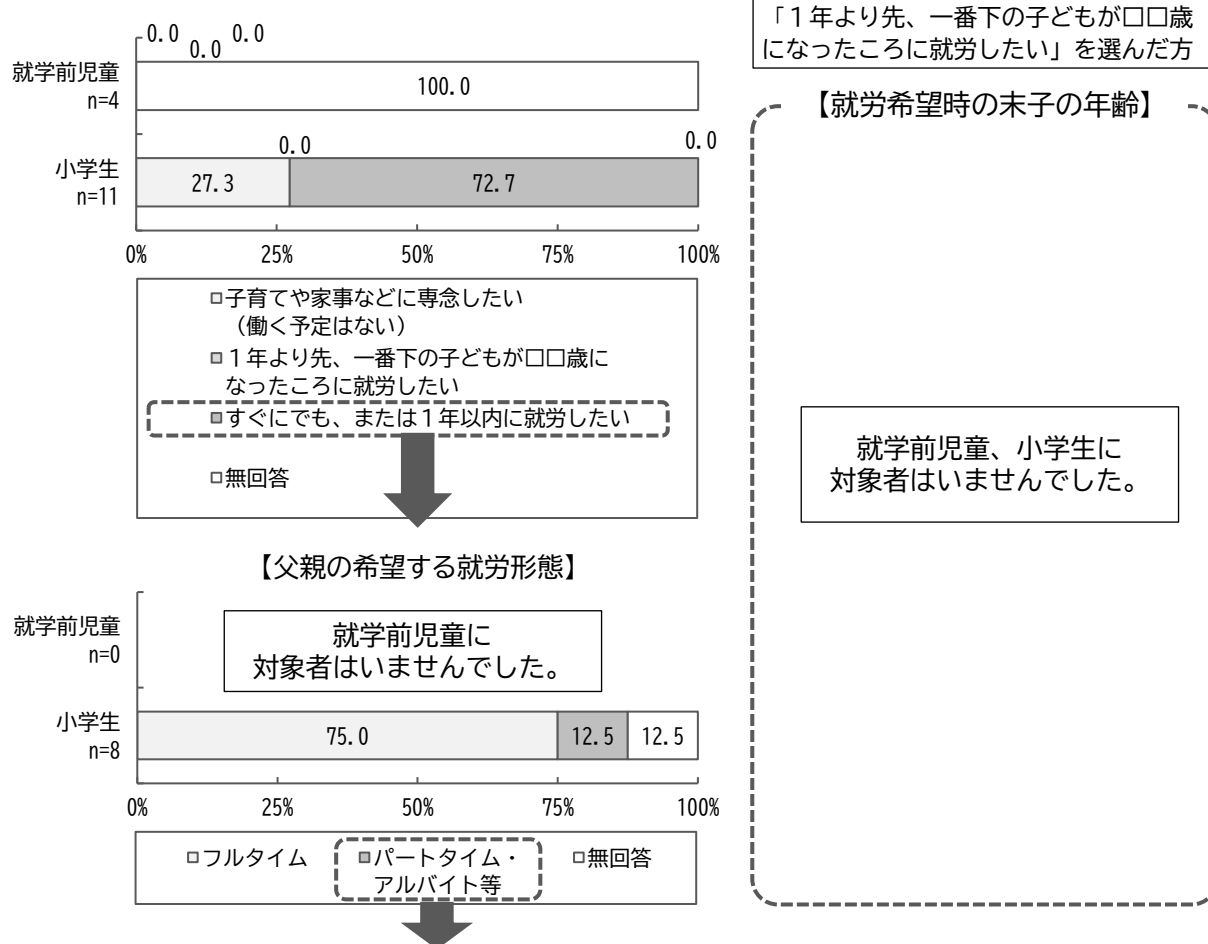 「１年より先、一番下の子どもが□□歳
になったころに就労したい」を選んだ方
0.0
0.0
0.0
就学前児童
n=4
100.0
0.0
0.0
小学生
n=11
27.3
72.7
0%
25%
50%
75%
100%
子育てや家事などに専念したい
（働く予定はない）
１年より先、一番下の子どもが□□歳に
なったころに就労したい
すぐにでも、または１年以内に就労したい
無回答
【就労希望時の末子の年齢】
就学前児童、小学生に
対象者はいませんでした。
【父親の希望する就労形態】
就学前児童
n=0
就学前児童に
対象者はいませんでした。
小学生
n=8
75.0
12.5
12.5
0%
25%
50%
75%
100%
フルタイム
パートタイム・
アルバイト等
無回答